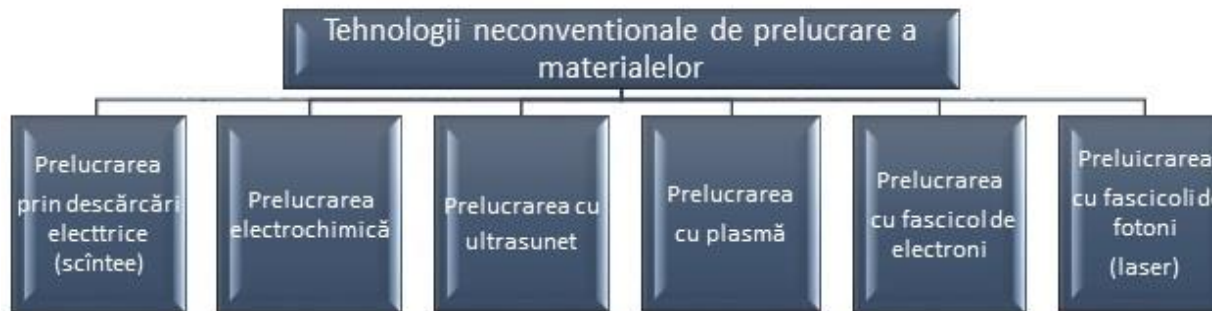 Tehnologii neconventionale de prelucrare a
materialelor
Prelucrarea
prin descărcări
electtrice
(scîntee)
Prelucrarea
electrochimică
Prelucrarea cu
ultrasunet
Prelucrarea
cu plasmă
Prelucrarea
cu fascicol de
electroni
Preluicrarea
cu fascicoli de
fotoni
(laser)